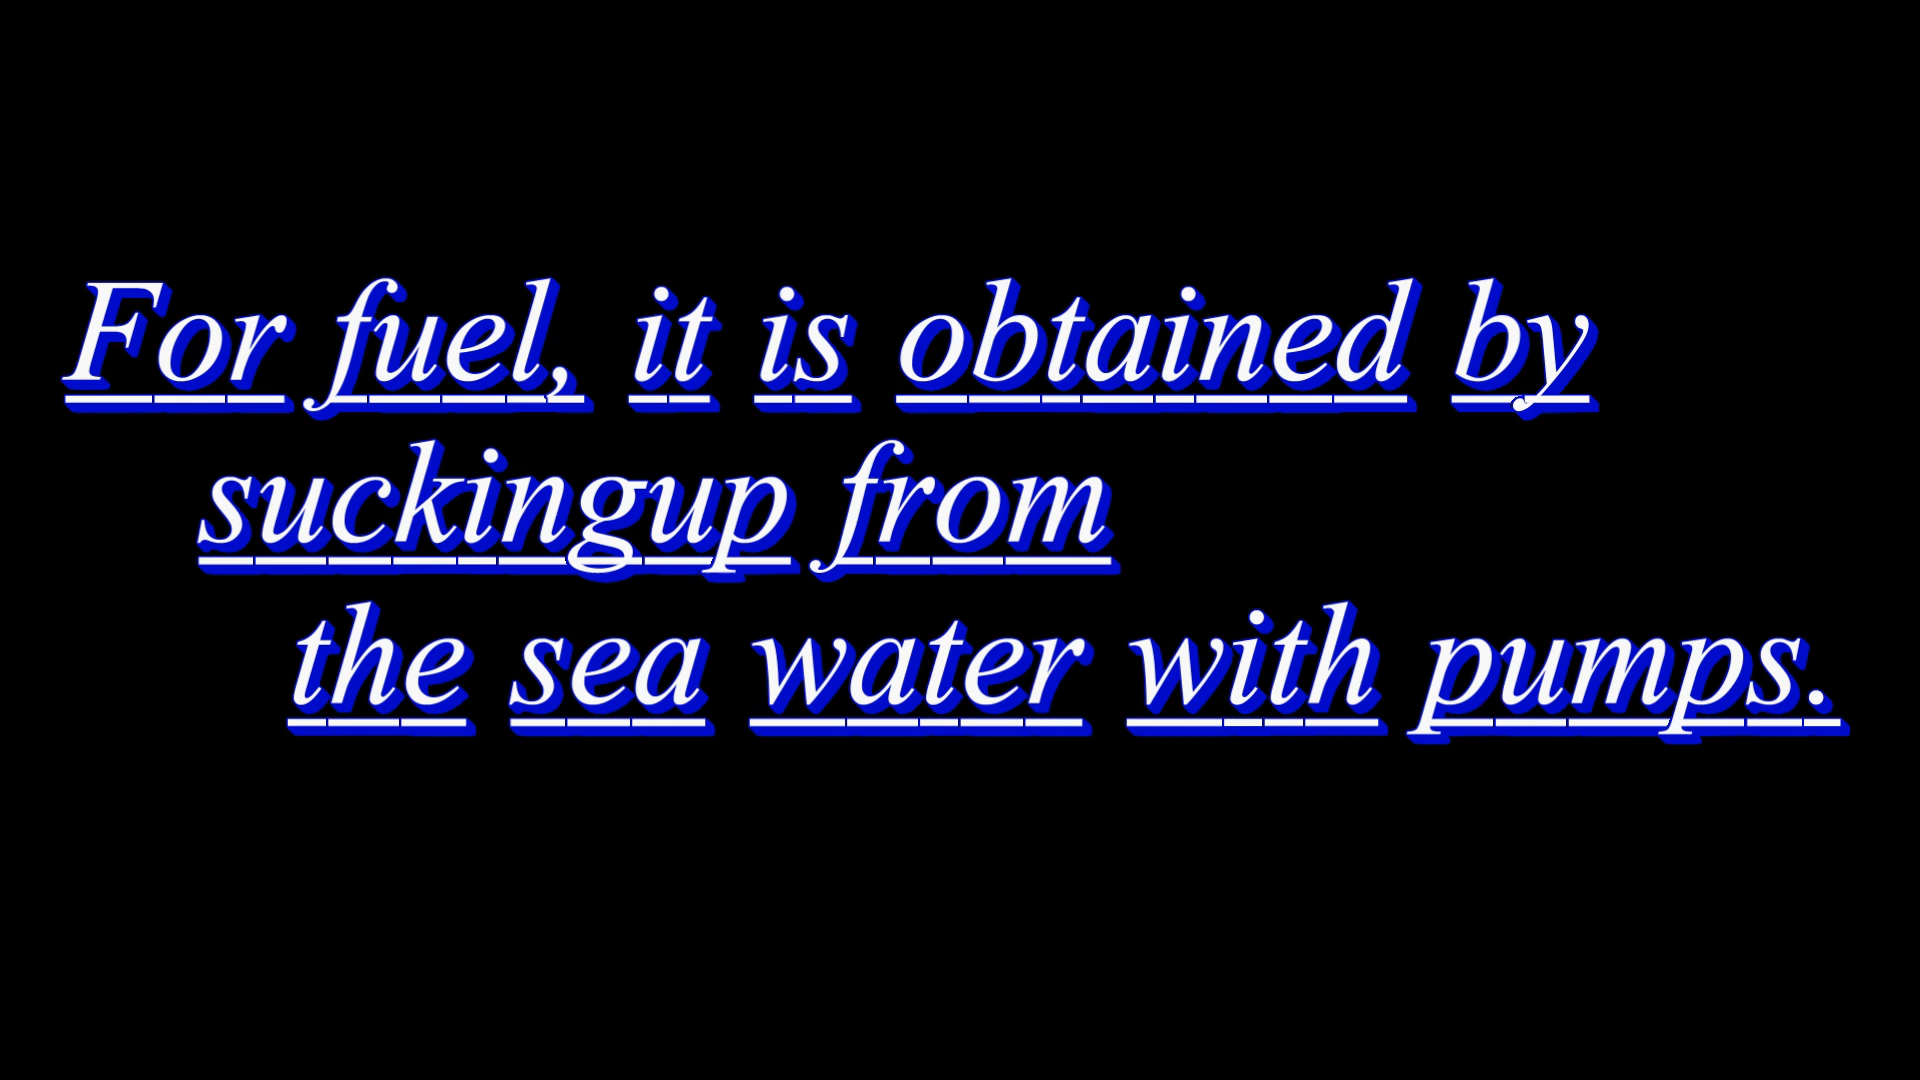 For fuel, it is obtained by
suckingup from
the sea water with pumps.